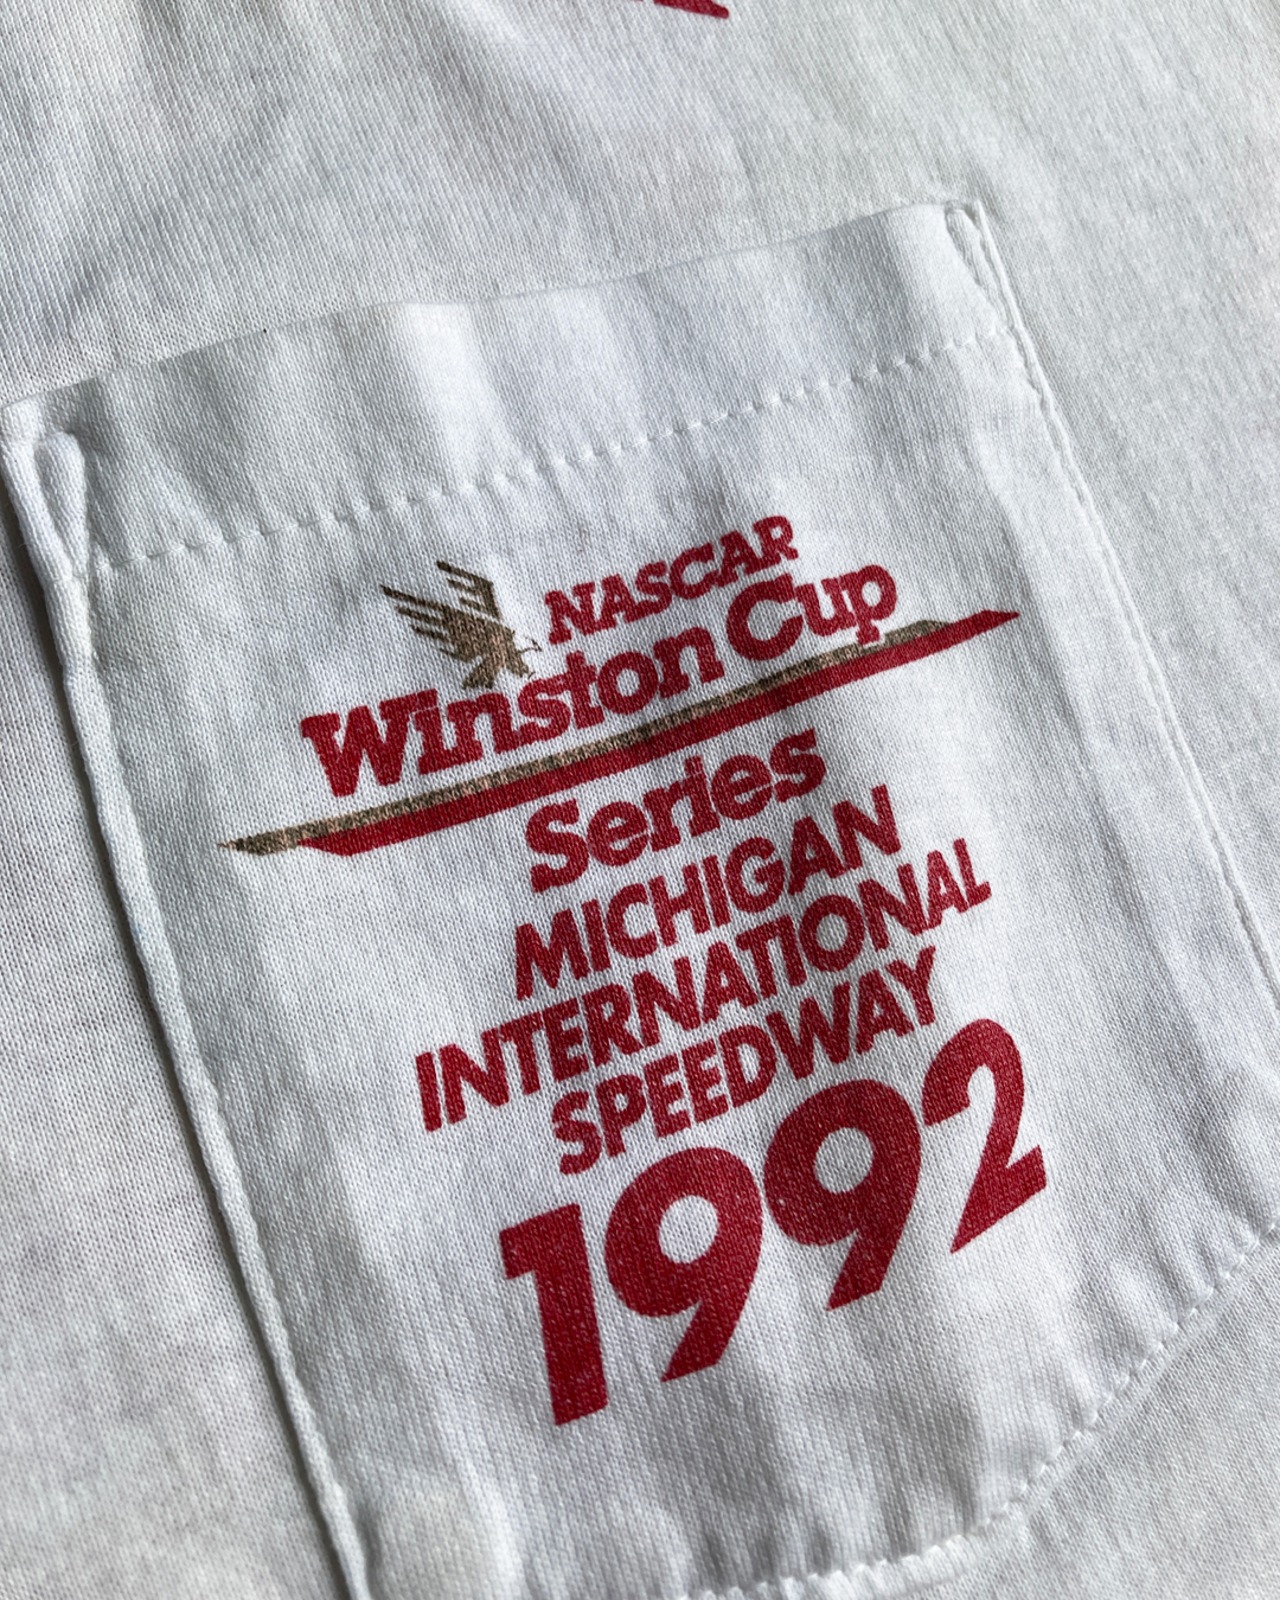 NASCAR
Winston Cup
Series
MICHIGAN
INTERNATIONAL
SPEEDWAY
1992